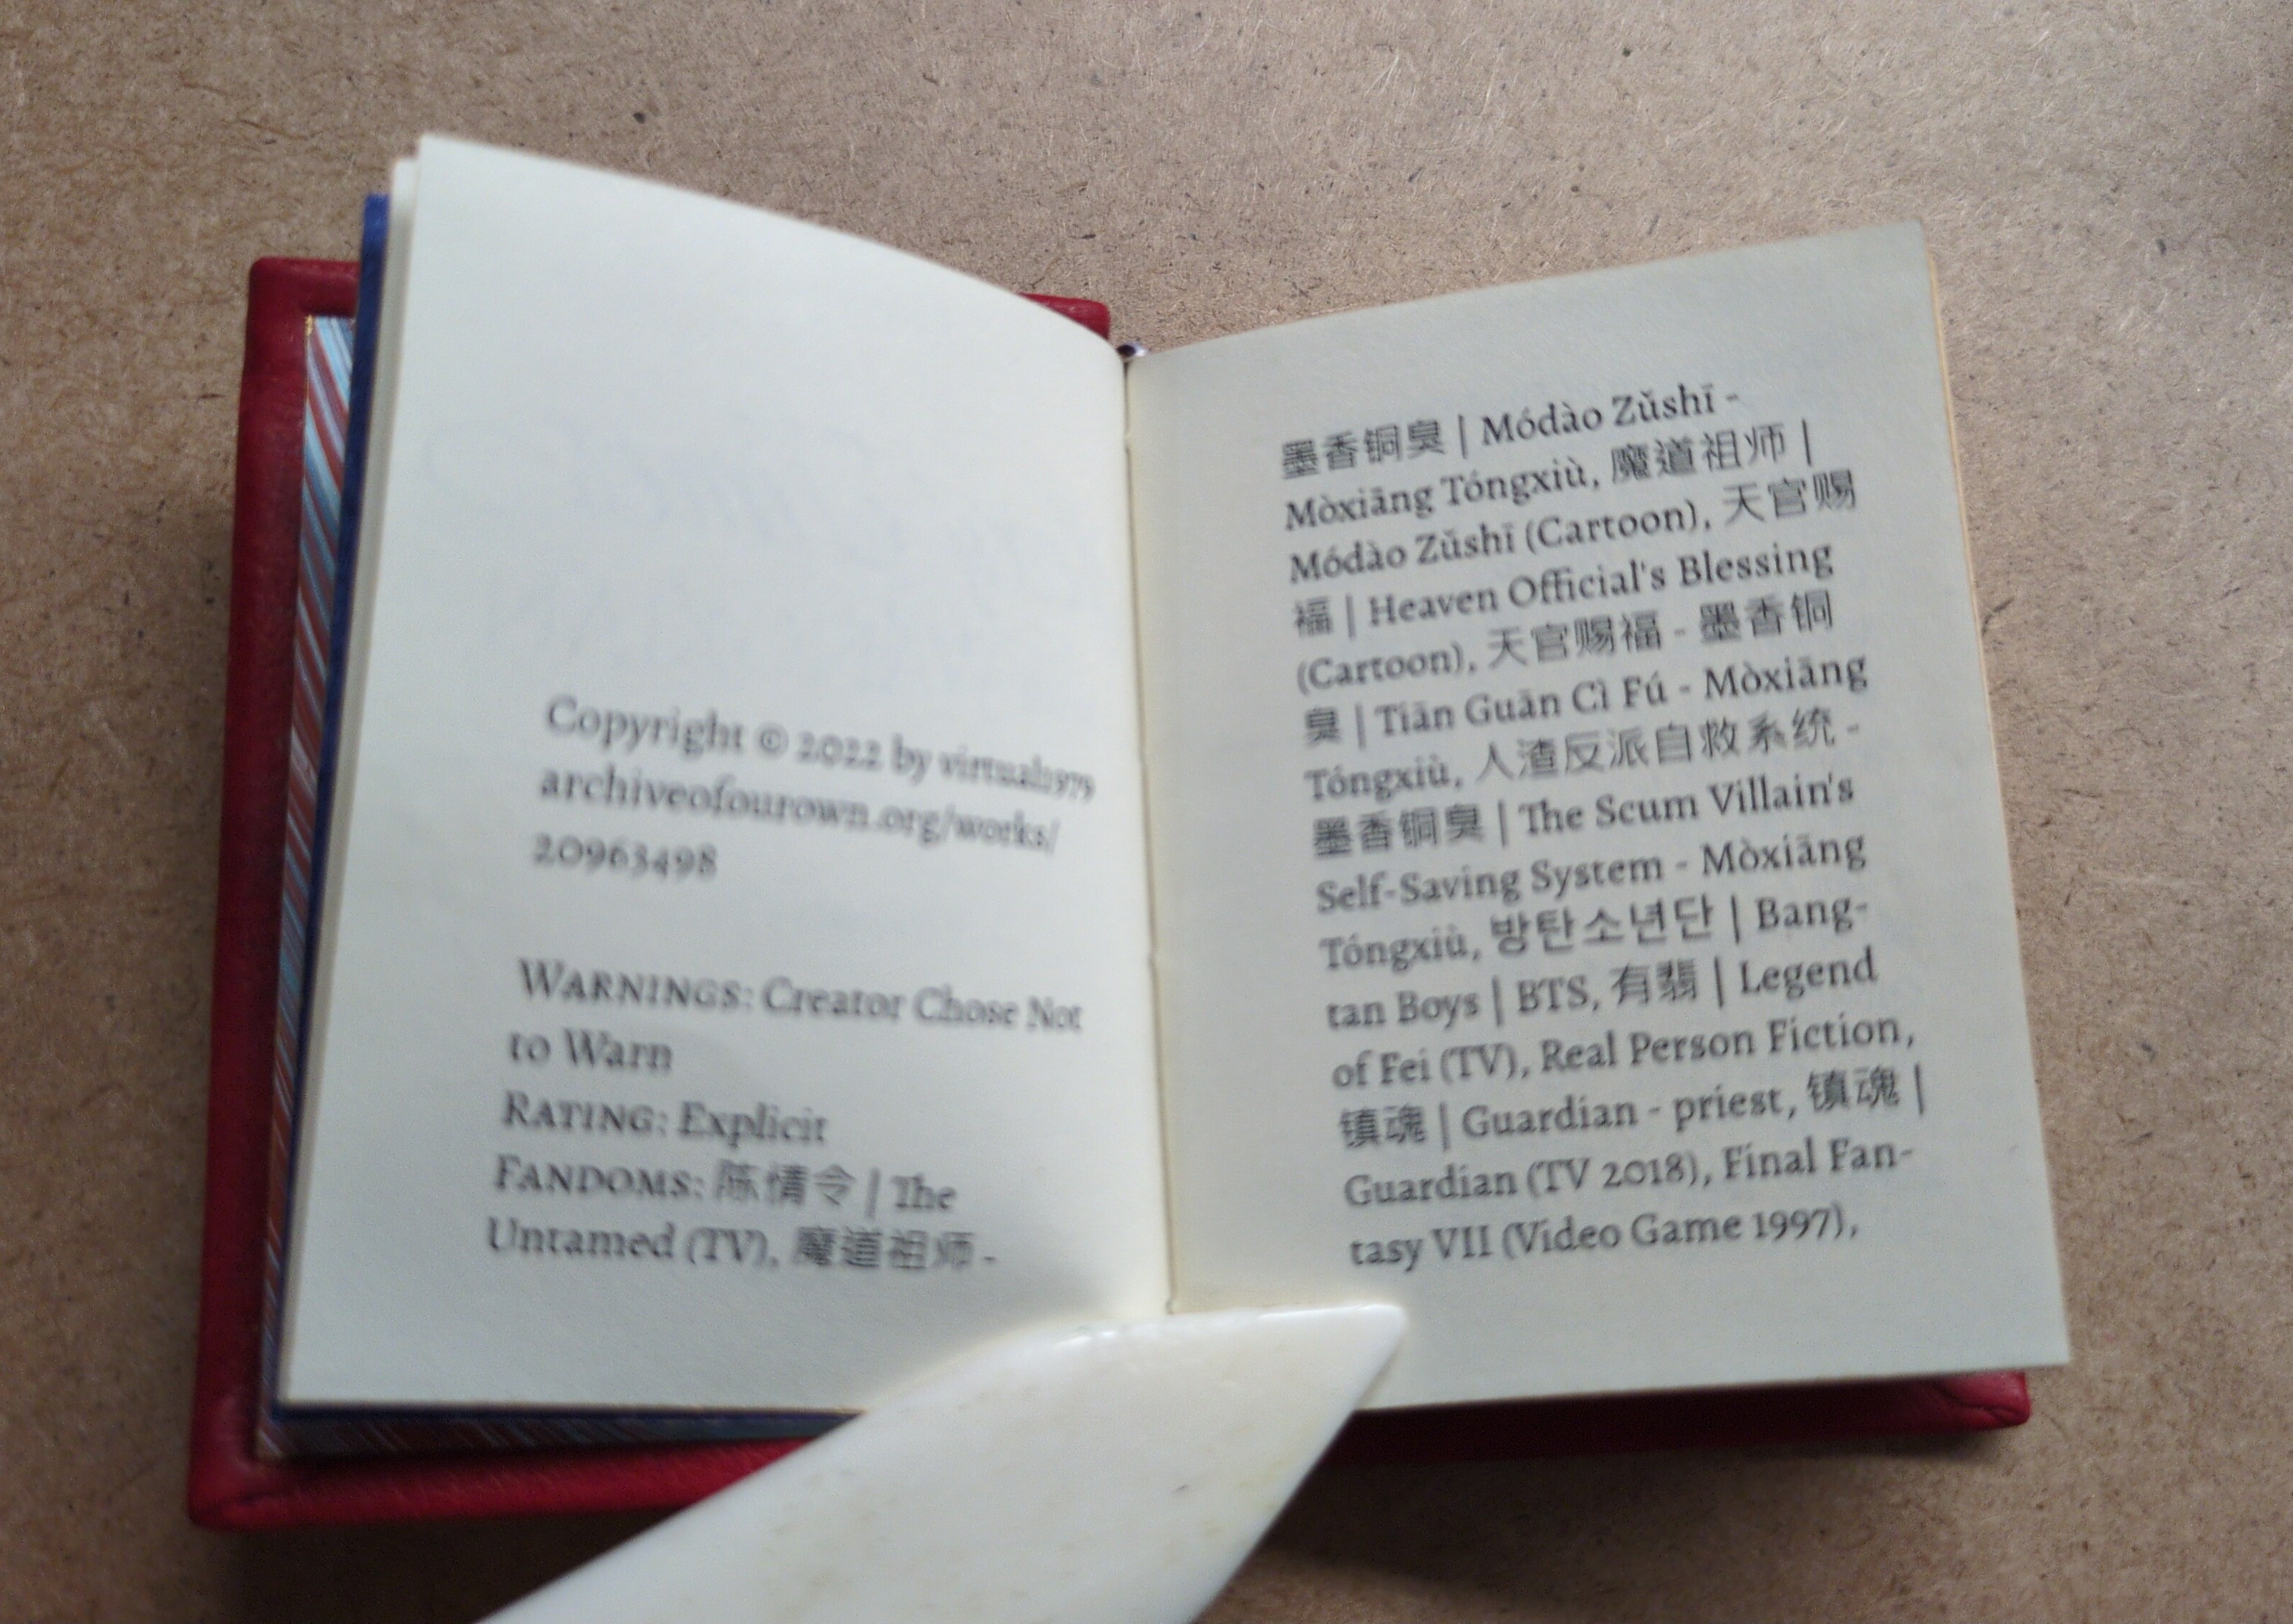 Copyright © 2022 by virtual1979
archiveofourown.org/works/
20963498
WARNINGS: Creator Chose Not
to Warn
RATING: Explicit
FANDOMS: 陈情令 | The
Untamed (TV), 魔道祖师 -
墨香铜臭 | Módào Zǔshī -
Mòxiāng Tóngxiù, 魔道祖师 |
Módào Zǔshī (Cartoon), 天官赐
福 | Heaven Official's Blessing
(Cartoon), 天官赐福 - 墨香铜
臭 | Tiān Guān Cì Fú - Mòxiāng
Tóngxiù, 人渣反派自救系统 -
墨香铜臭 | The Scum Villain's
Self-Saving System - Mòxiāng
Tóngxiù, 방탄소년단 | Bang-
tan Boys | BTS, 有翡 | Legend
of Fei (TV), Real Person Fiction,
镇魂 | Guardian - priest, 镇魂 |
Guardian (TV 2018), Final Fan-
tasy VII (Video Game 1997),